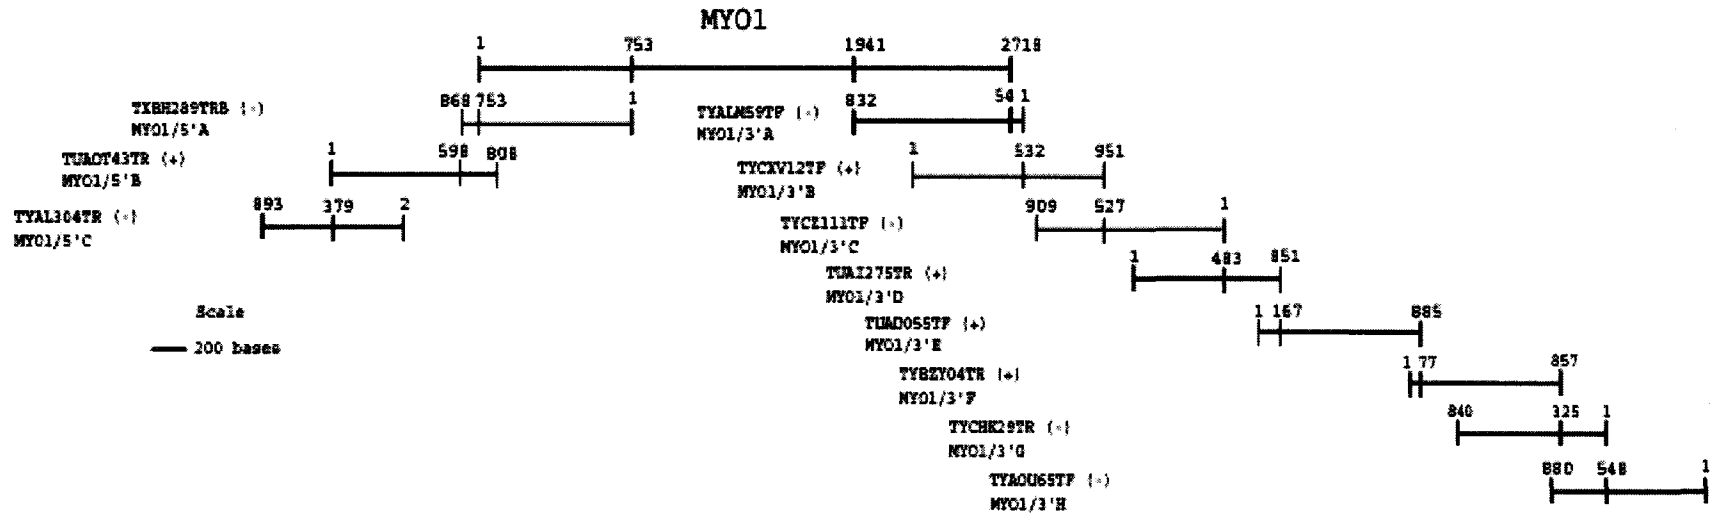 MYO1
1 753 1941 2718
868 753 1
TXBH289TRB (-)
MYO1/5'A
832 54 1
TYALM59TF (-)
MYO1/3'A
1 598 808
TUAOT43TR (+)
MYO1/5'B
1 532 951
TYCXV12TF (+)
MYO1/3'B
893 379 2
TYAL304TR (-)
MYO1/5'C
909 527 1
TYCZ111TF (-)
MYO1/3'C
1 483 851
TUAI275TR (+)
MYO1/3'D
Scale
200 bases
1 167 885
TUAD055TF (+)
MYO1/3'E
1 77 857
TYBZY04TR (+)
MYO1/3'F
840 325 1
TYCHK29TR (-)
MYO1/3'G
880 548 1
TYAOU65TF (-)
MYO1/3'H